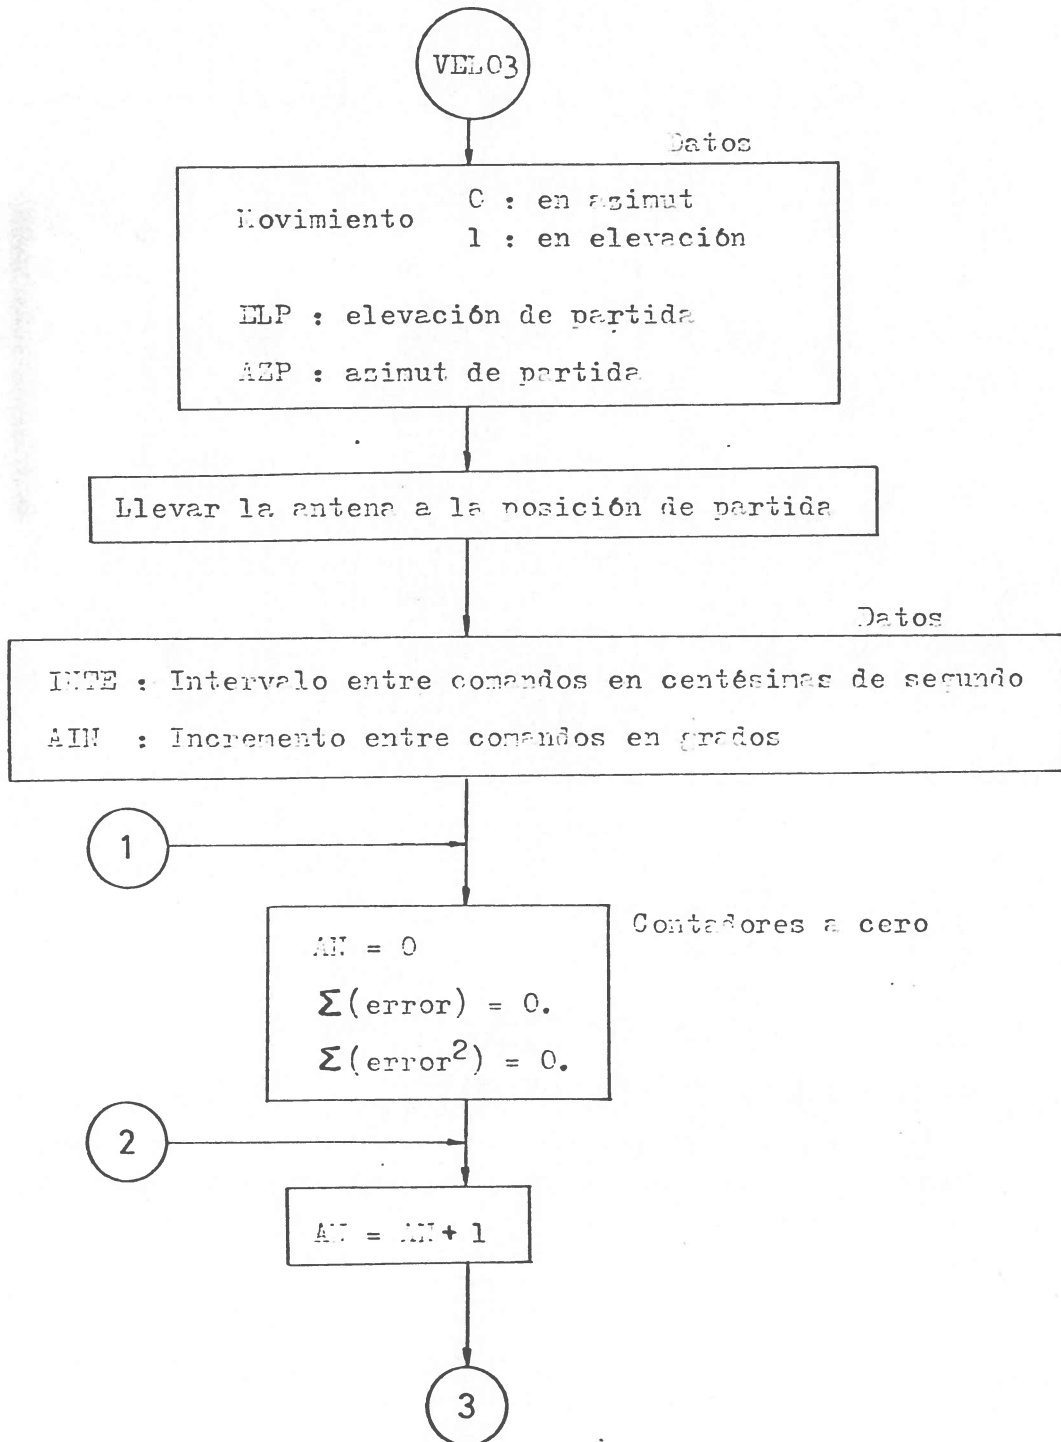 VELO3
Datos
Movimiento
0 : en azimut
1 : en elevación
ELP : elevación de partida
AZP : azimut de partida
Llevar la antena a la posición de partida
Datos
INTE : Intervalo entre comandos en centésimas de segundo
AIN : Incremento entre comandos en grados
1
Contadores a cero
AN = 0
Σ(error) = 0.
Σ(error²) = 0.
2
AN = AN + 1
3